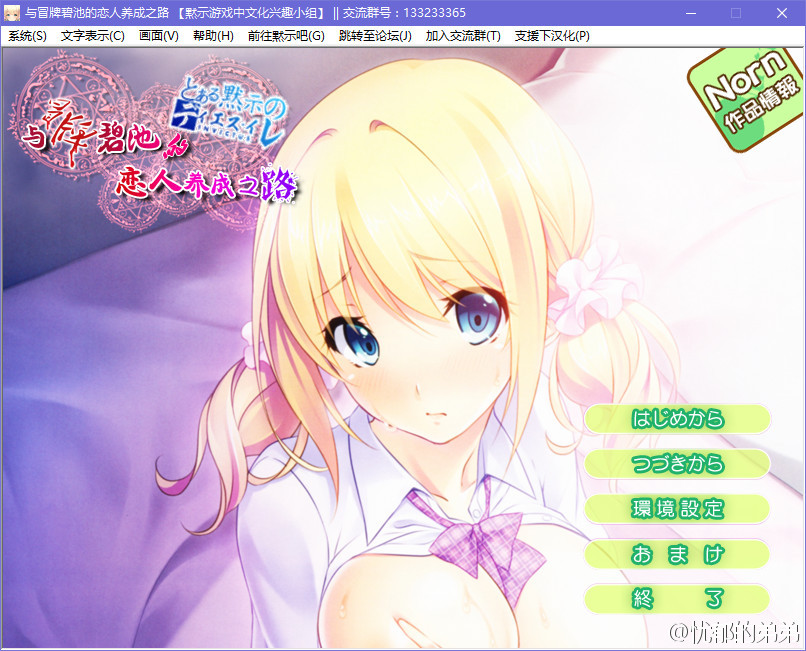 与冒牌碧池的恋人养成之路 【黙示游戏中文化兴趣小组】 || 交流群号：133233365
系统(S) 文字表示(C) 画面(V) 帮助(H) 前往黙示吧(G) 跳转至论坛(J) 加入交流群(T) 支援下汉化(P)
とある黙示の
ディエスイレ
INVICTUS
与冒牌碧池的
恋人养成之路
Norn
作品情報
はじめから
つづきから
環境設定
おまけ
終了
@忧郁的弟弟